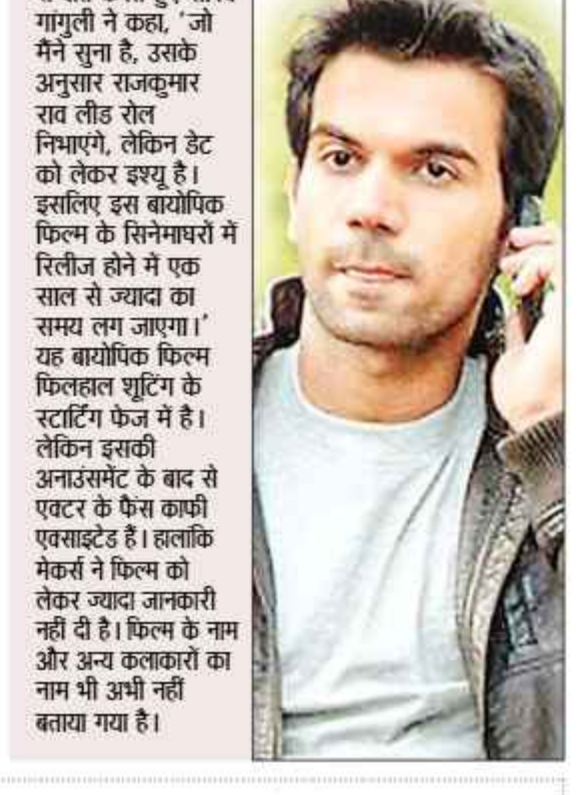 गांगुली ने कहा, 'जो
मैंने सुना है, उसके
अनुसार राजकुमार
राव लीड रोल
निभाएंगे, लेकिन डेट
को लेकर इश्यू है।
इसलिए इस बायोपिक
फिल्म के सिनेमाघरों में
रिलीज होने में एक
साल से ज्यादा का
समय लग जाएगा।'
यह बायोपिक फिल्म
फिलहाल शूटिंग के
स्टार्टिंग फेज में है।
लेकिन इसकी
अनाउंसमेंट के बाद से
एक्टर के फैंस काफी
एक्साइटेड हैं। हालांकि
मेकर्स ने फिल्म को
लेकर ज्यादा जानकारी
नहीं दी है। फिल्म के नाम
और अन्य कलाकारों का
नाम भी अभी नहीं
बताया गया है।